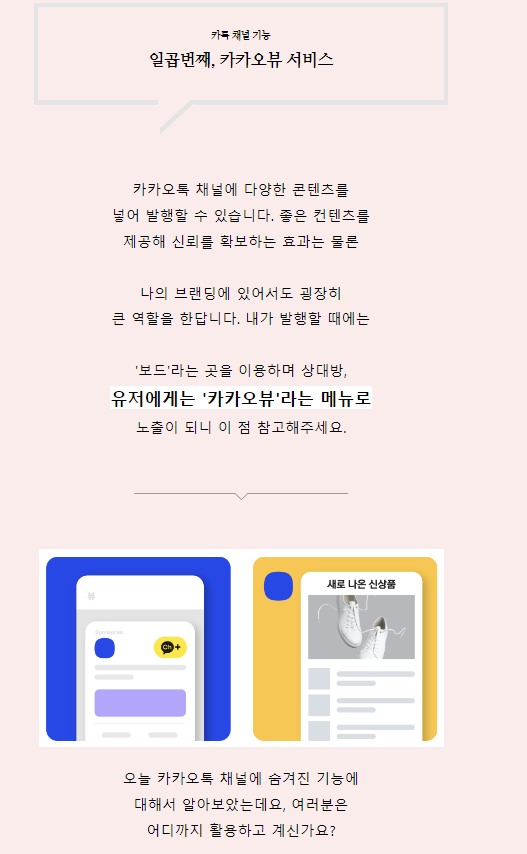 카톡 채널 기능
일곱번째, 카카오뷰 서비스
카카오톡 채널에 다양한 콘텐츠를
넣어 발행할 수 있습니다. 좋은 컨텐츠를
제공해 신뢰를 확보하는 효과는 물론
나의 브랜딩에 있어서도 굉장히
큰 역할을 한답니다. 내가 발행할 때에는
'보드'라는 곳을 이용하며 상대방,
유저에게는 '카카오뷰'라는 메뉴로
노출이 되니 이 점 참고해주세요.
뷰
Sponsored
Ch+
새로 나온 신상품
오늘 카카오톡 채널에 숨겨진 기능에
대해서 알아보았는데요, 여러분은
어디까지 활용하고 계신가요?